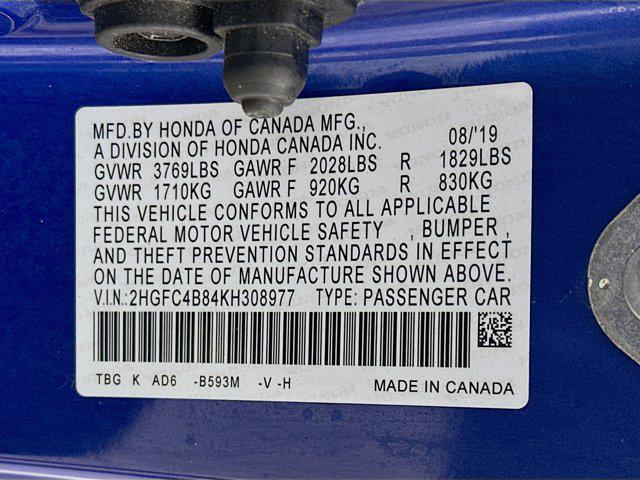 MFD.BY HONDA OF CANADA MFG.,
A DIVISION OF HONDA CANADA INC. 08/'19
GVWR 3769LBS GAWR F 2028LBS R 1829LBS
GVWR 1710KG GAWR F 920KG R 830KG
THIS VEHICLE CONFORMS TO ALL APPLICABLE
FEDERAL MOTOR VEHICLE SAFETY , BUMPER ,
AND THEFT PREVENTION STANDARDS IN EFFECT
ON THE DATE OF MANUFACTURE SHOWN ABOVE.
V.I.N.:2HGFC4B84KH308977 TYPE: PASSENGER CAR
TBG K AD6 -B593M -V -H
MADE IN CANADA